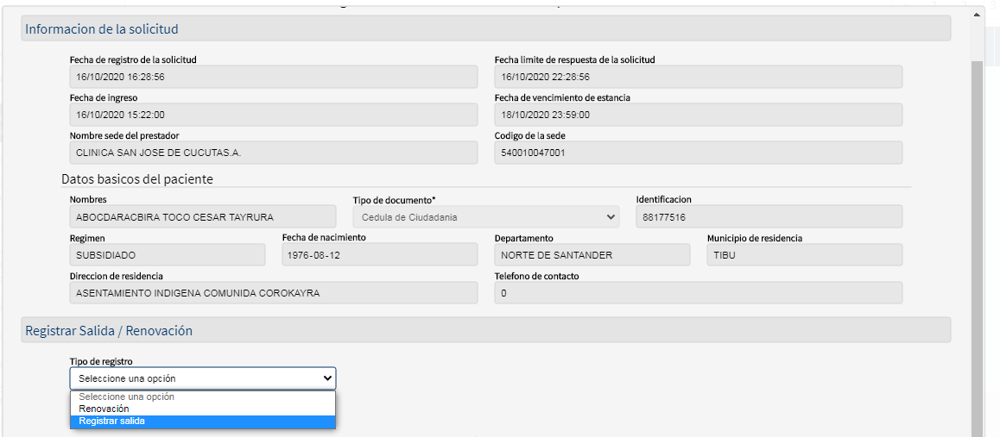 Informacion de la solicitud
Fecha de registro de la solicitud
Fecha limite de respuesta de la solicitud
16/10/2020 16:28:56
16/10/2020 22:28:56
Fecha de ingreso
Fecha de vencimiento de estancia
16/10/2020 15:22:00
18/10/2020 23:59:00
Nombre sede del prestador
Codigo de la sede
CLINICA SAN JOSE DE CUCUTAS.A.
540010047001
Datos basicos del paciente
Nombres
Tipo de documento*
Identificacion
ABOCDARACBIRA TOCO CESAR TAYRURA
Cedula de Ciudadania
88177516
Regimen
Fecha de nacimiento
Departamento
Municipio de residencia
SUBSIDIADO
1976-08-12
NORTE DE SANTANDER
TIBU
Direccion de residencia
Telefono de contacto
ASENTAMIENTO INDIGENA COMUNIDA COROKAYRA
0
Registrar Salida / Renovación
Tipo de registro
Seleccione una opción
Seleccione una opción
Renovación
Registrar salida